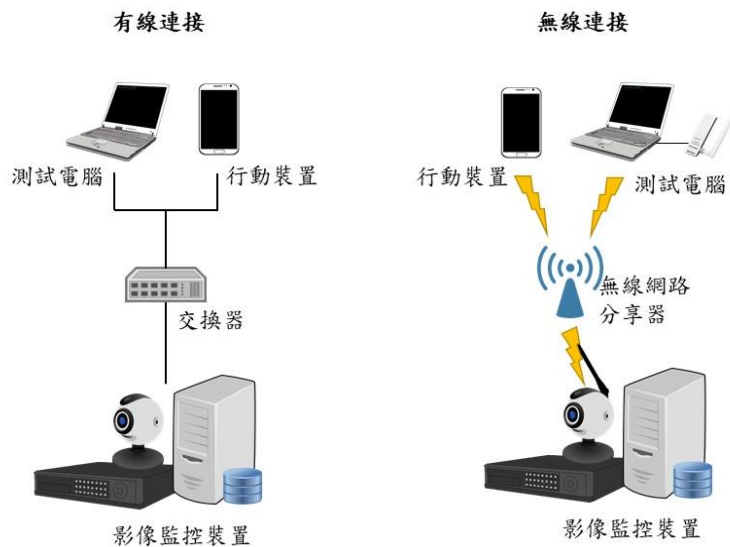 有線連接
無線連接
測試電腦
行動裝置
行動裝置
測試電腦
交換器
無線網路
分享器
影像監控裝置
影像監控裝置